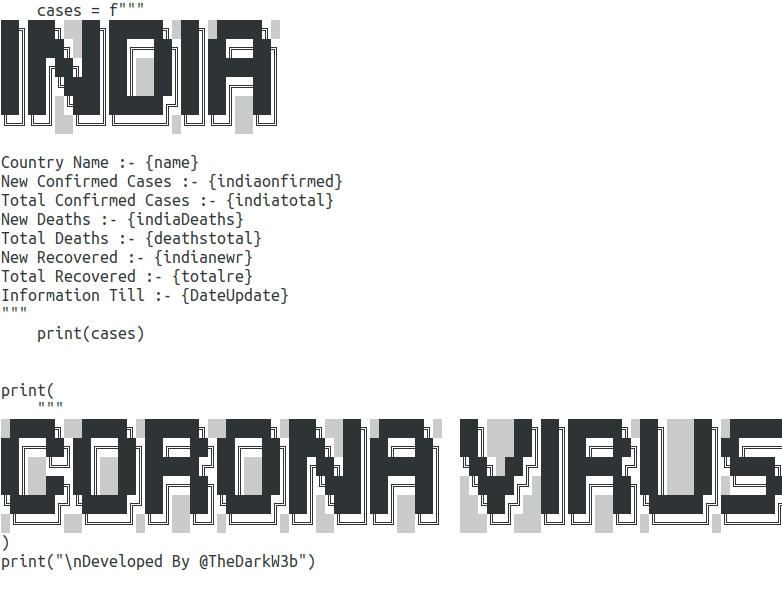 cases = f"""
INDIA
Country Name :- {name}
New Confirmed Cases :- {indiaonfirmed}
Total Confirmed Cases :- {indiatotal}
New Deaths :- {indiaDeaths}
Total Deaths :- {deathstotal}
New Recovered :- {indianewr}
Total Recovered :- {totalre}
Information Till :- {DateUpdate}
"""
print(cases)
print(
"""
CORONA VIRUS
)
print("\nDeveloped By @TheDarkW3b")